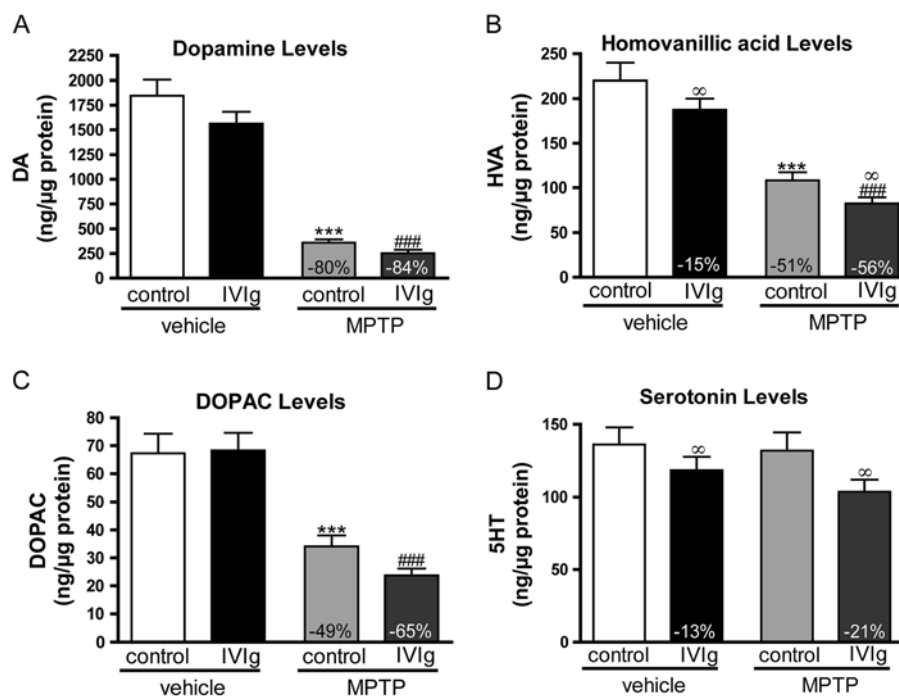 A
Dopamine Levels
DA
(ng/µg protein)
2250
2000
1750
1500
1250
1000
750
500
250
0
***
###
-80%
-84%
control IVIg control IVIg
vehicle MPTP
B
Homovanillic acid Levels
HVA
(ng/µg protein)
250
200
150
100
50
0
∞
***
∞
###
-15%
-51%
-56%
control IVIg control IVIg
vehicle MPTP
C
DOPAC Levels
DOPAC
(ng/µg protein)
80
70
60
50
40
30
20
10
0
***
###
-49%
-65%
control IVIg control IVIg
vehicle MPTP
D
Serotonin Levels
5HT
(ng/µg protein)
150
100
50
0
∞
∞
-13%
-21%
control IVIg control IVIg
vehicle MPTP